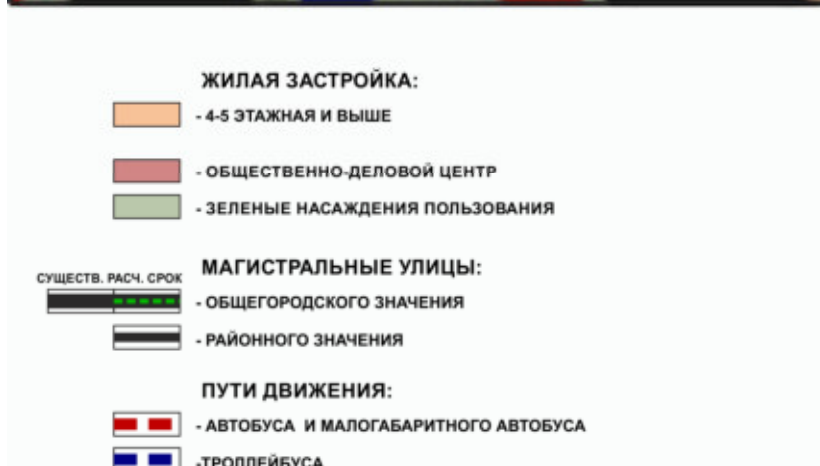 ЖИЛАЯ ЗАСТРОЙКА:
- 4-5 ЭТАЖНАЯ И ВЫШЕ
- ОБЩЕСТВЕННО-ДЕЛОВОЙ ЦЕНТР
- ЗЕЛЕНЫЕ НАСАЖДЕНИЯ ПОЛЬЗОВАНИЯ
МАГИСТРАЛЬНЫЕ УЛИЦЫ:
СУЩЕСТВ. РАСЧ. СРОК
- ОБЩЕГОРОДСКОГО ЗНАЧЕНИЯ
- РАЙОННОГО ЗНАЧЕНИЯ
ПУТИ ДВИЖЕНИЯ:
- АВТОБУСА И МАЛОГАБАРИТНОГО АВТОБУСА
-ТРОЛЛЕЙБУСА